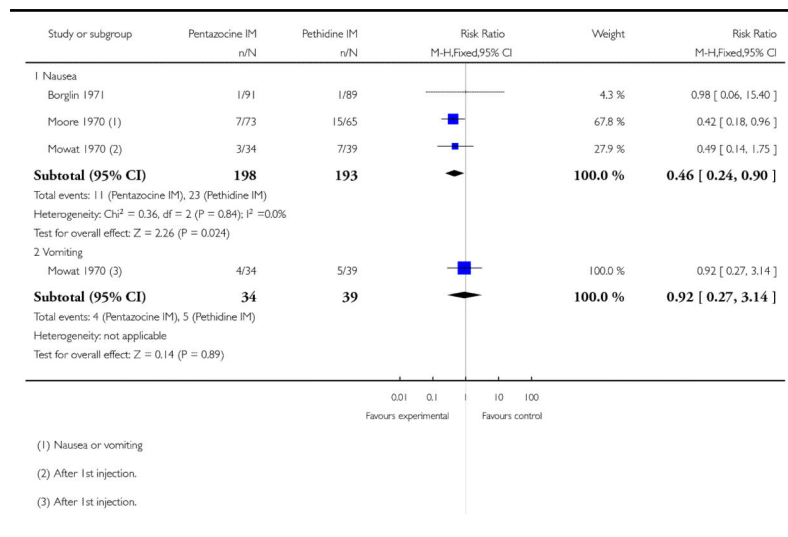 Study or subgroup Pentazocine IM Pethidine IM Risk Ratio Weight Risk Ratio
n/N n/N M-H,Fixed,95% CI M-H,Fixed,95% CI
1 Nausea
Borglin 1971 1/91 1/89 4.3 % 0.98 [ 0.06, 15.40 ]
Moore 1970 (1) 7/73 15/65 67.8 % 0.42 [ 0.18, 0.96 ]
Mowat 1970 (2) 3/34 7/39 27.9 % 0.49 [ 0.14, 1.75 ]
Subtotal (95% CI) 198 193 100.0 % 0.46 [ 0.24, 0.90 ]
Total events: 11 (Pentazocine IM), 23 (Pethidine IM)
Heterogeneity: Chi² = 0.36, df = 2 (P = 0.84); I² =0.0%
Test for overall effect: Z = 2.26 (P = 0.024)
2 Vomiting
Mowat 1970 (3) 4/34 5/39 100.0 % 0.92 [ 0.27, 3.14 ]
Subtotal (95% CI) 34 39 100.0 % 0.92 [ 0.27, 3.14 ]
Total events: 4 (Pentazocine IM), 5 (Pethidine IM)
Heterogeneity: not applicable
Test for overall effect: Z = 0.14 (P = 0.89)
0.01 0.1 1 10 100
Favours experimental Favours control
(1) Nausea or vomiting
(2) After 1st injection.
(3) After 1st injection.